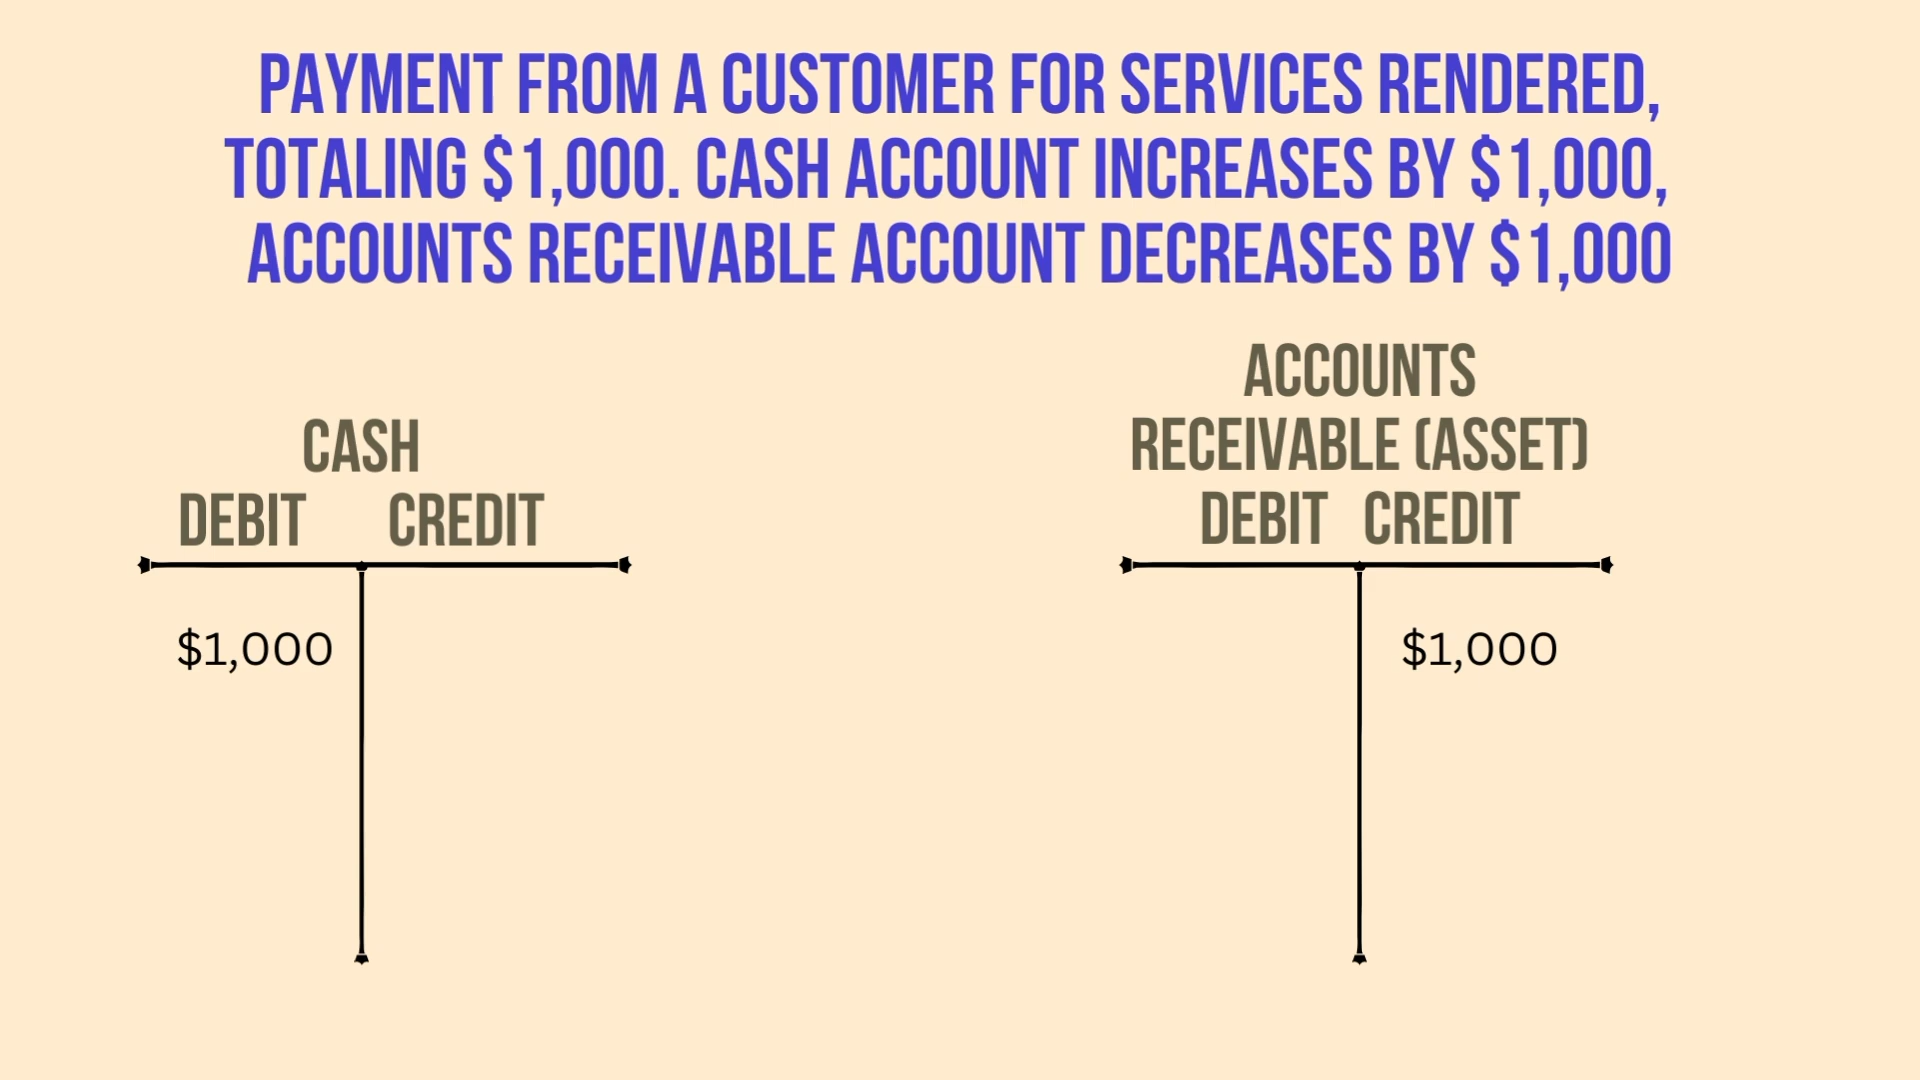 PAYMENT FROM A CUSTOMER FOR SERVICES RENDERED,
TOTALING $1,000. CASH ACCOUNT INCREASES BY $1,000,
ACCOUNTS RECEIVABLE ACCOUNT DECREASES BY $1,000
CASH
DEBIT CREDIT
$1,000
ACCOUNTS
RECEIVABLE (ASSET)
DEBIT CREDIT
$1,000